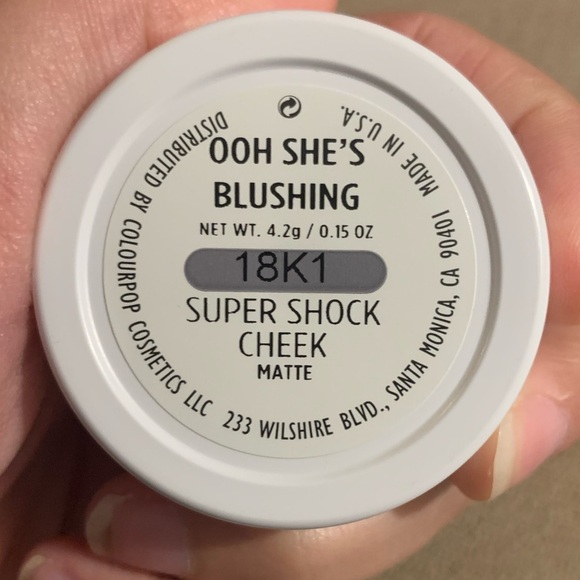 OOH SHE'S
BLUSHING
NET WT. 4.2g / 0.15 OZ
18K1
SUPER SHOCK
CHEEK
MATTE
DISTRIBUTED BY COLOURPOP COSMETICS LLC 233 WILSHIRE BLVD., SANTA MONICA, CA 90401 MADE IN U.S.A.